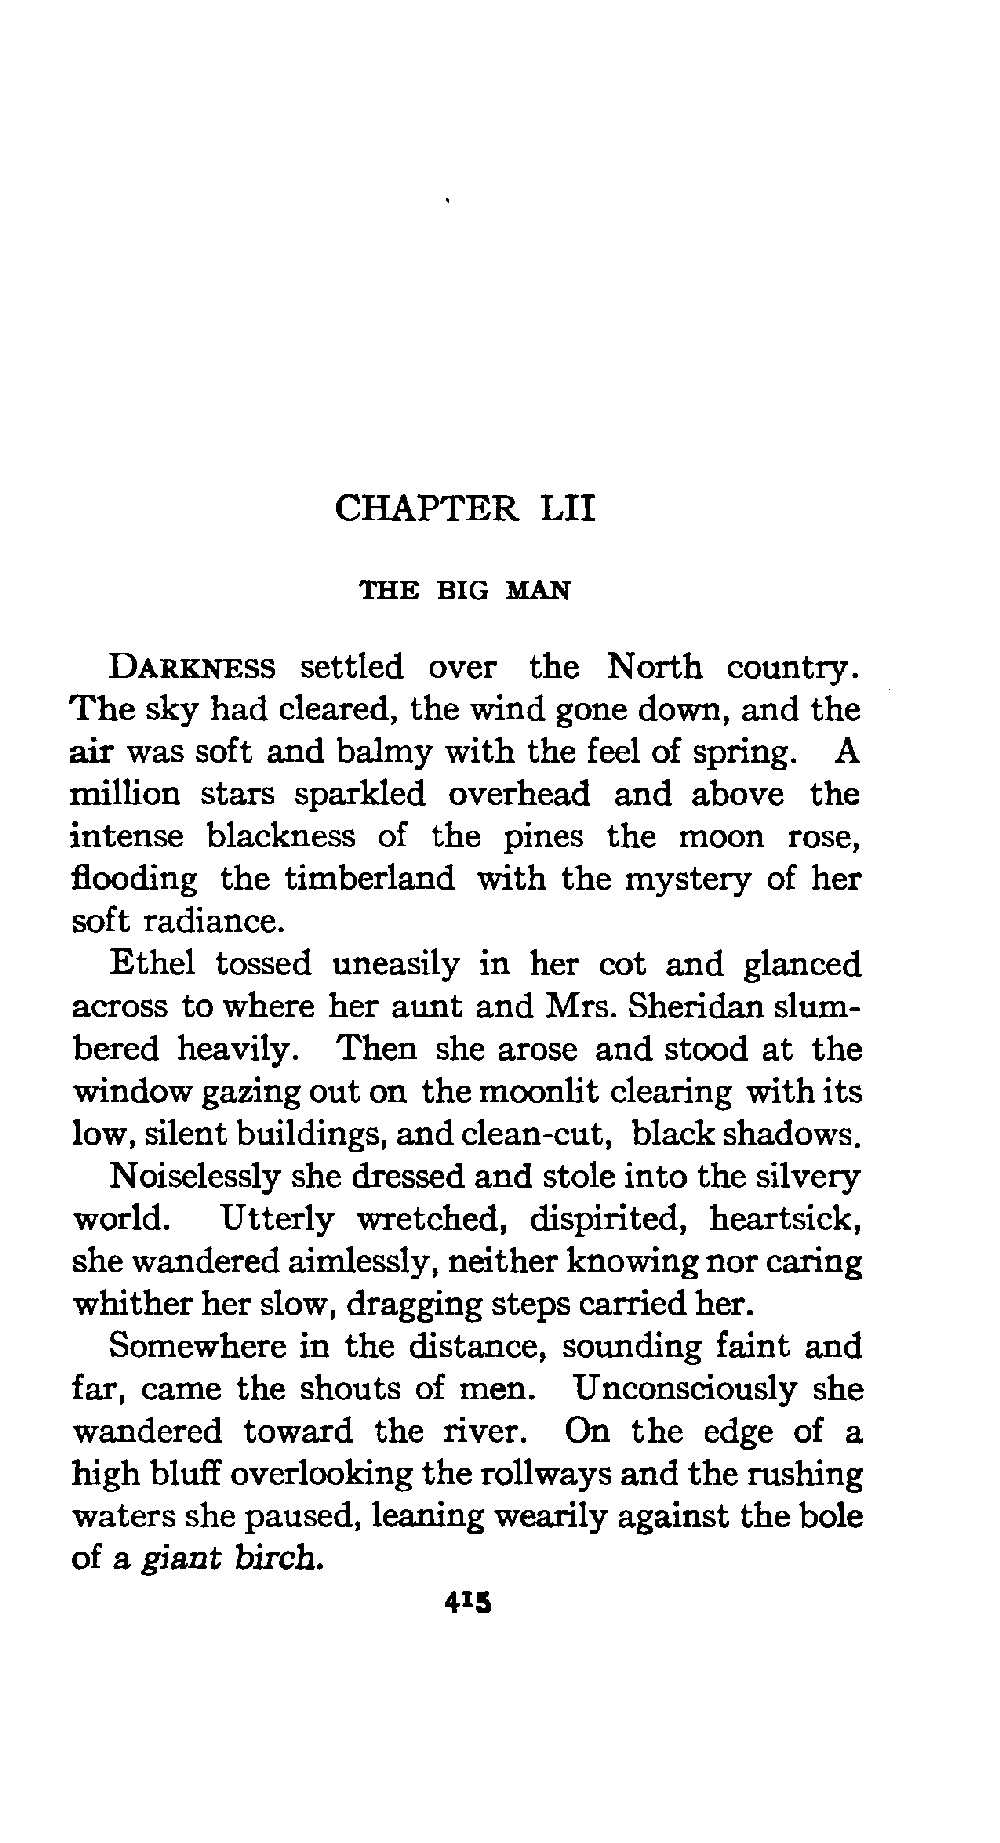 CHAPTER LII
THE BIG MAN
DARKNESS settled over the North country.
The sky had cleared, the wind gone down, and the
air was soft and balmy with the feel of spring. A
million stars sparkled overhead and above the
intense blackness of the pines the moon rose,
flooding the timberland with the mystery of her
soft radiance.
Ethel tossed uneasily in her cot and glanced
across to where her aunt and Mrs. Sheridan slum-
bered heavily. Then she arose and stood at the
window gazing out on the moonlit clearing with its
low, silent buildings, and clean-cut, black shadows.
Noiselessly she dressed and stole into the silvery
world. Utterly wretched, dispirited, heartsick,
she wandered aimlessly, neither knowing nor caring
whither her slow, dragging steps carried her.
Somewhere in the distance, sounding faint and
far, came the shouts of men. Unconsciously she
wandered toward the river. On the edge of a
high bluff overlooking the rollways and the rushing
waters she paused, leaning wearily against the bole
of a giant birch.
415